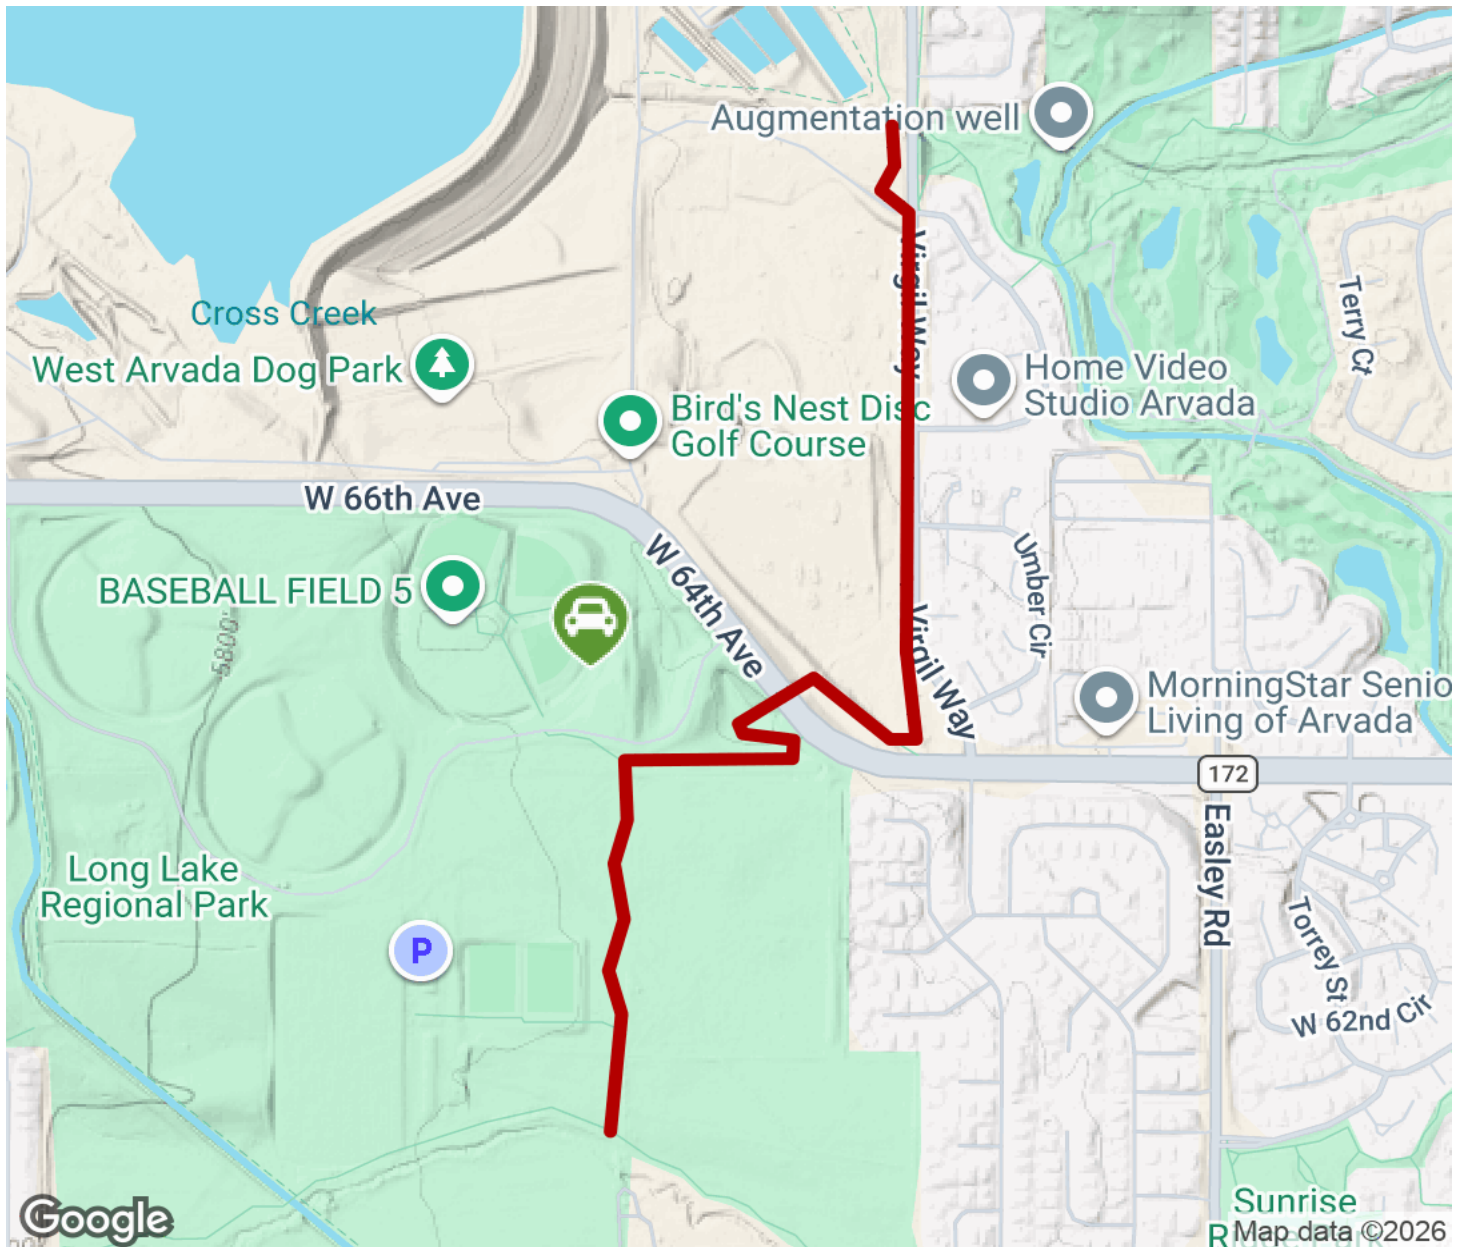 Augmentation well
Virgil Way
Terry Ct
Cross Creek
West Arvada Dog Park
Home Video
Studio Arvada
Bird's Nest Disc
Golf Course
W 66th Ave
W 64th Ave
Umber Cir
BASEBALL FIELD 5
5800'
Virgil Way
MorningStar Senio
Living of Arvada
172
Easley Rd
Long Lake
Regional Park
P
Torrey St
W 62nd Cir
Sunrise
Google
Map data ©2026